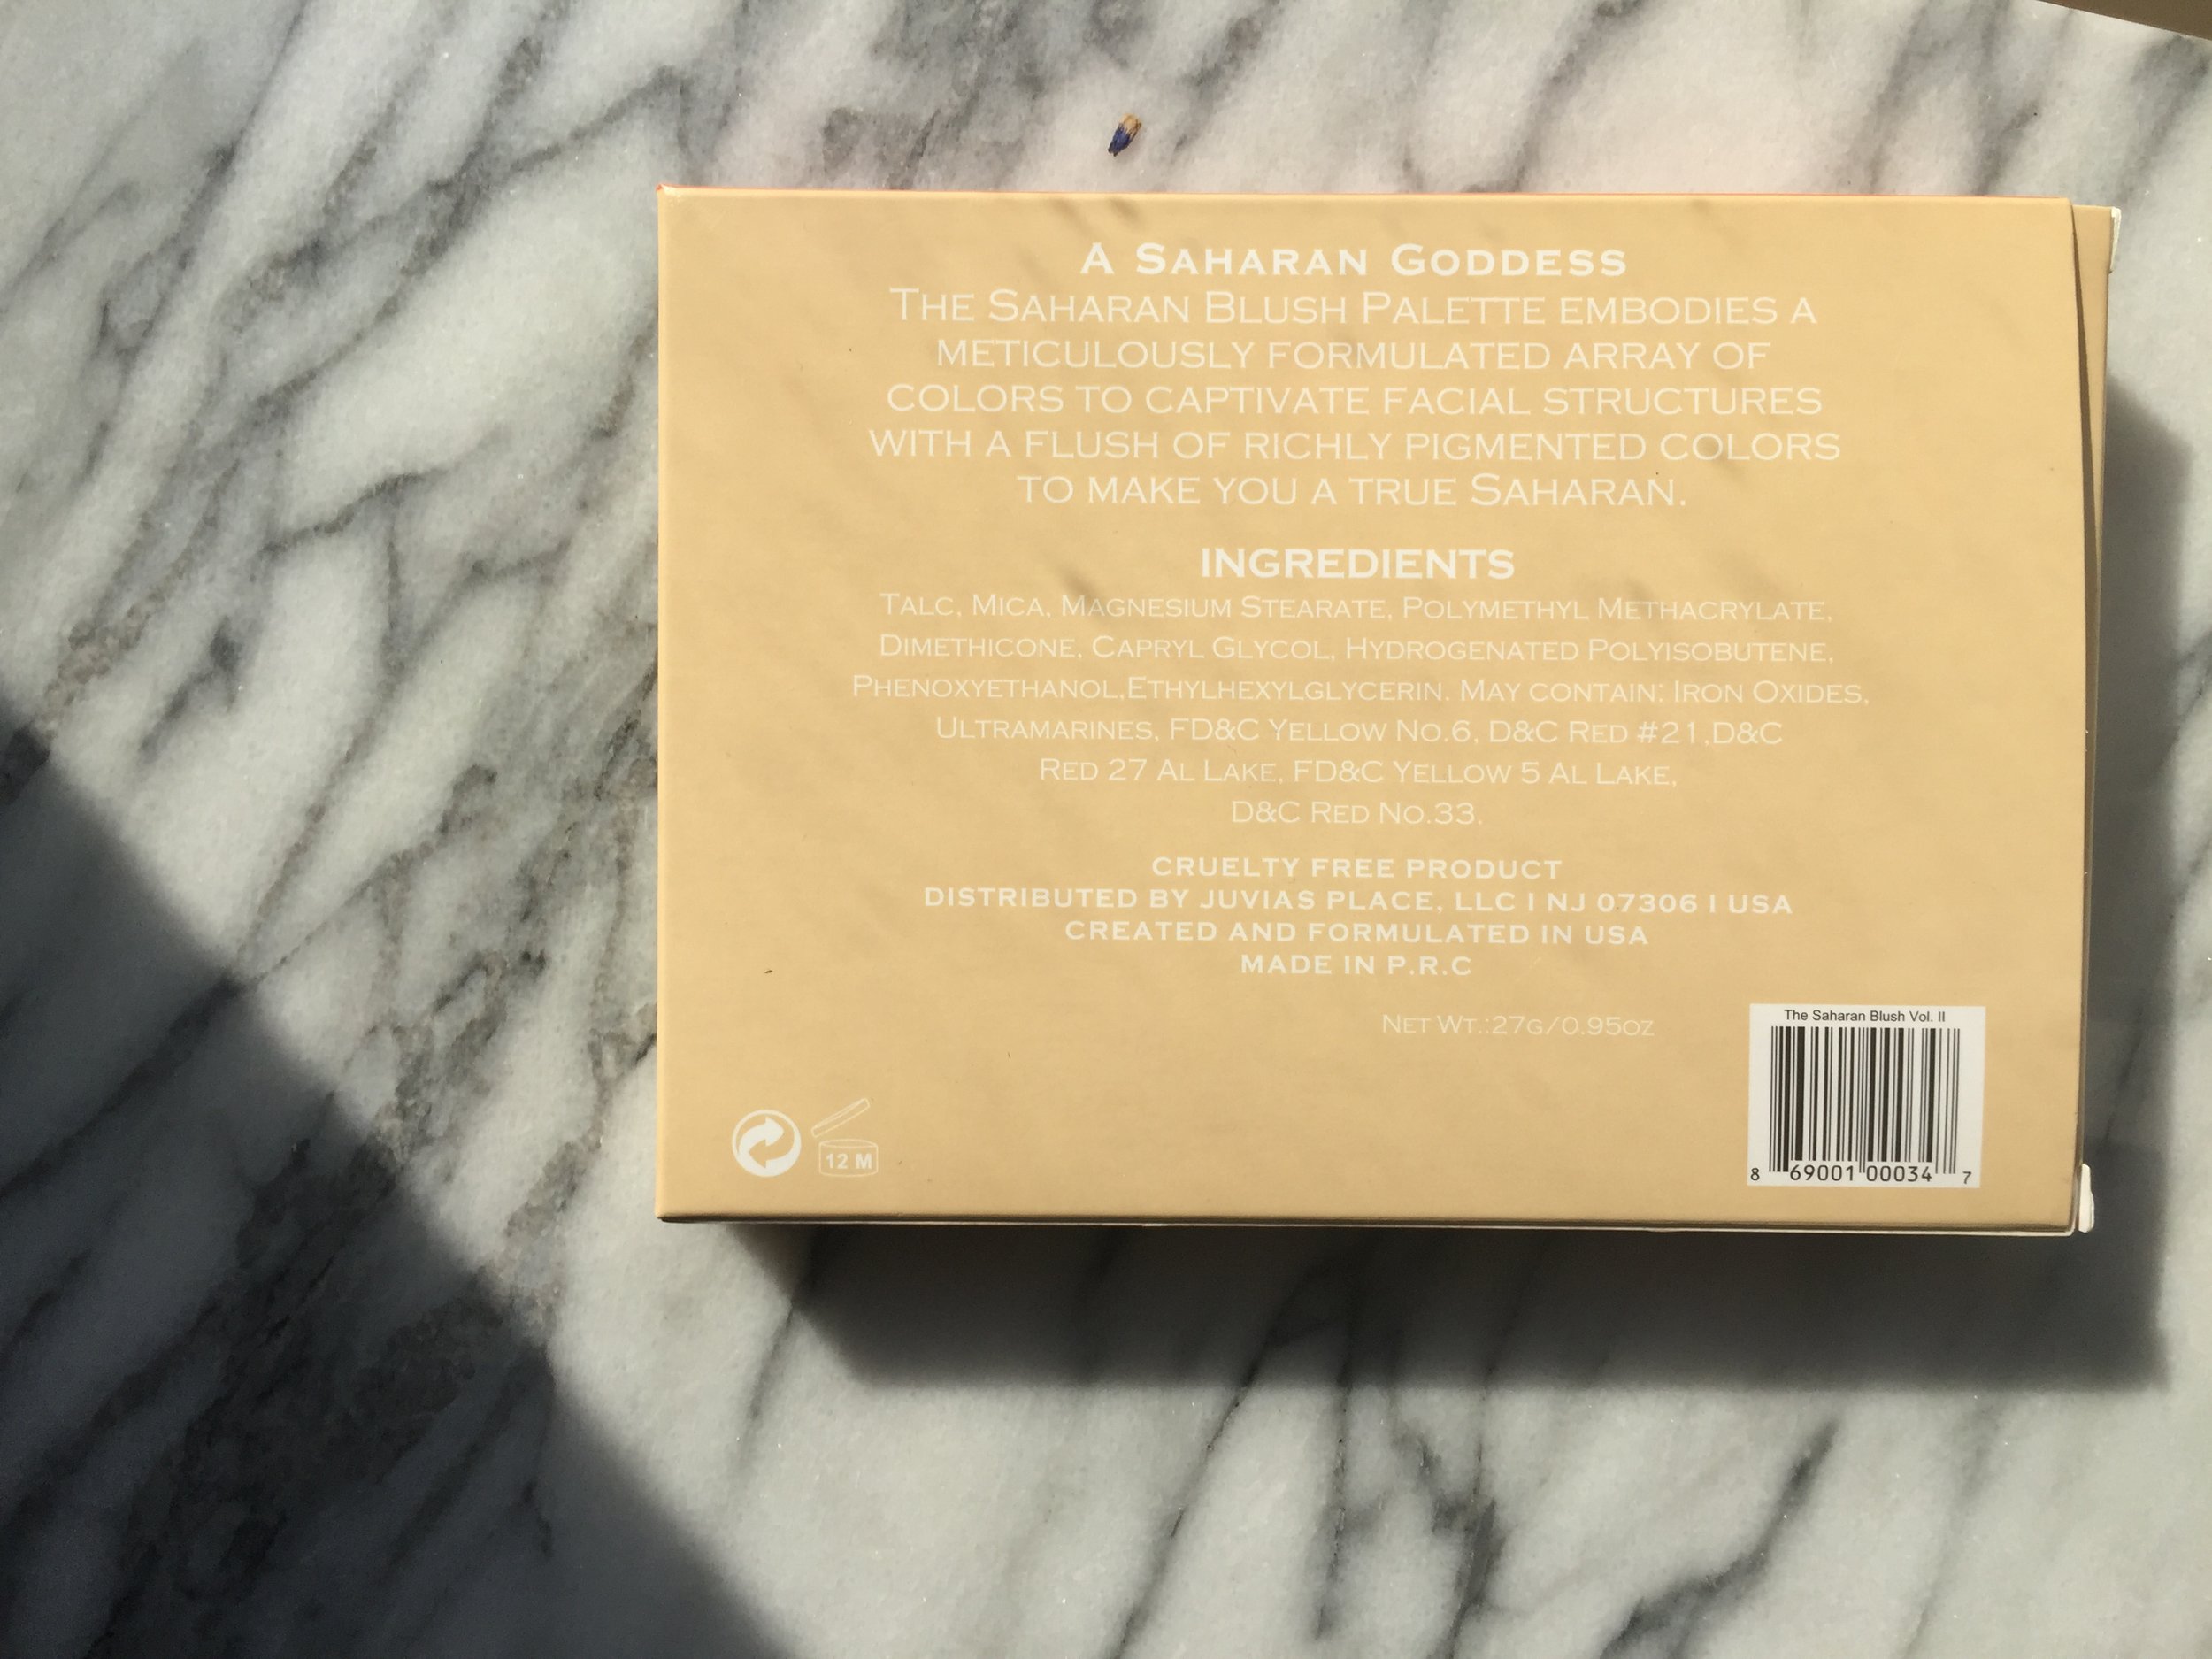 A Saharan Goddess
The Saharan Blush Palette embodies a
meticulously formulated array of
colors to captivate facial structures
with a flush of richly pigmented colors
to make you a true Saharan.
INGREDIENTS
Talc, Mica, Magnesium Stearate, Polymethyl Methacrylate,
Dimethicone, Capryl Glycol, Hydrogenated Polyisobutene,
Phenoxyethanol,Ethylhexylglycerin. May contain: Iron Oxides,
Ultramarines, FD&C Yellow No.6, D&C Red #21,D&C
Red 27 Al Lake, FD&C Yellow 5 Al Lake,
D&C Red No.33.
CRUELTY FREE PRODUCT
DISTRIBUTED BY JUVIAS PLACE, LLC | NJ 07306 | USA
CREATED AND FORMULATED IN USA
MADE IN P.R.C
Net Wt.:27g/0.95oz
The Saharan Blush Vol. II
8 69001 00034 7
12 M